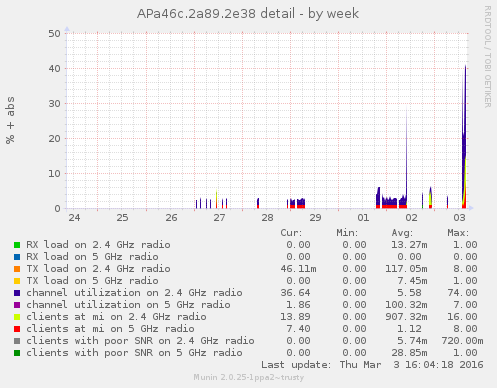 APa46c.2a89.2e38 detail - by week
RRDTOOL / TOBI OETIKER
% + abs
50
40
30
20
10
0
24 25 26 27 28 29 01 02 03
Cur: Min: Avg: Max:
RX load on 2.4 GHz radio 0.00 0.00 13.27m 1.00
RX load on 5 GHz radio 0.00 0.00 0.00 0.00
TX load on 2.4 GHz radio 46.11m 0.00 117.05m 8.00
TX load on 5 GHz radio 0.00 0.00 7.45m 1.00
channel utilization on 2.4 GHz radio 36.64 0.00 5.58 74.00
channel utilization on 5 GHz radio 1.86 0.00 100.32m 7.00
clients at mi on 2.4 GHz radio 13.89 0.00 907.32m 16.00
clients at mi on 5 GHz radio 7.40 0.00 1.12 8.00
clients with poor SNR on 2.4 GHz radio 0.00 0.00 5.74m 720.00m
clients with poor SNR on 5 GHz radio 0.00 0.00 28.85m 1.00
Last update: Thu Mar 3 16:04:18 2016
Munin 2.0.25-1ppa2~trusty